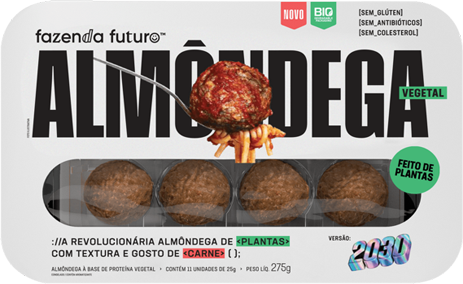 fazenda futuro™
NOVO
BIO
[SEM_GLÚTEN]
[SEM_ANTIBIÓTICOS]
[SEM_COLESTEROL]
ALMÔNDEGA
VEGETAL
FEITO DE
PLANTAS
://A REVOLUCIONÁRIA ALMÔNDEGA DE <PLANTAS>
COM TEXTURA E GOSTO DE <CARNE> ( );
VERSÃO:
2030
ALMÔNDEGA À BASE DE PROTEÍNA VEGETAL • CONTÉM 11 UNIDADES DE 25g • PESO LÍQ. 275g